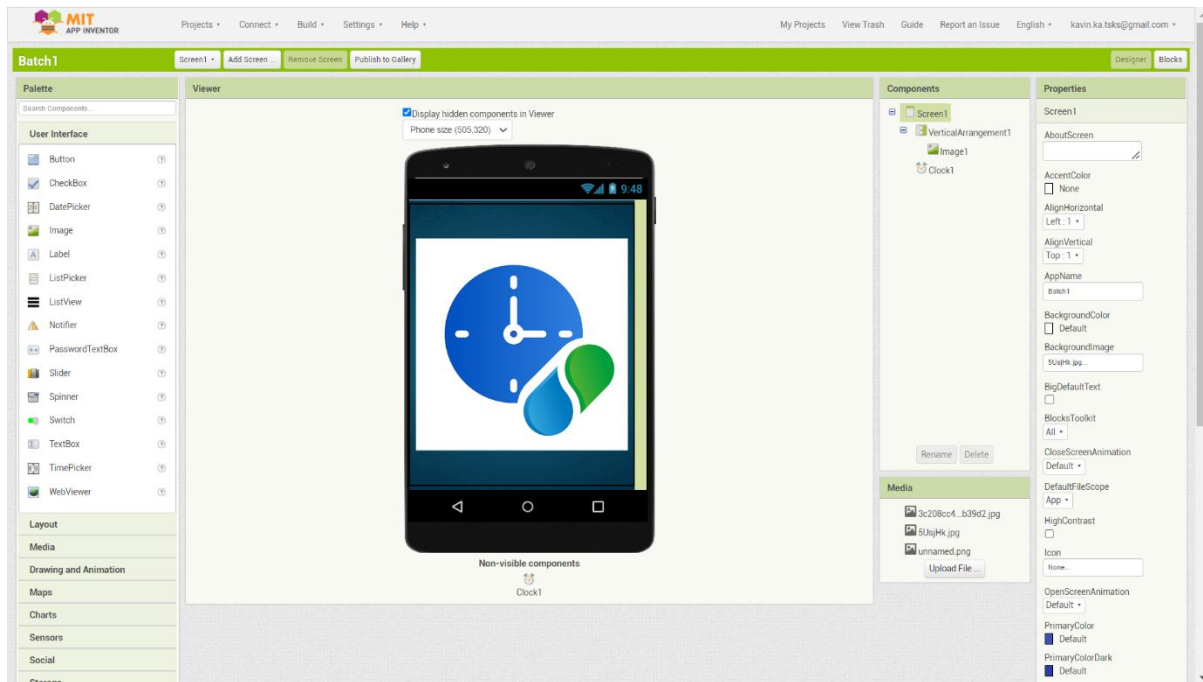 MIT
APP INVENTOR
Projects
Connect
Build
Settings
Help
My Projects
View Trash
Guide
Report an Issue
English
kavin.ka.tsks@gmail.com
Batch1
Screen1
Add Screen ...
Remove Screen
Publish to Gallery
Designer
Blocks
Palette
Search Components...
User Interface
Button
CheckBox
DatePicker
Image
Label
ListPicker
ListView
Notifier
PasswordTextBox
Slider
Spinner
Switch
TextBox
TimePicker
WebViewer
Layout
Media
Drawing and Animation
Maps
Charts
Sensors
Social
Storage
Viewer
Display hidden components in Viewer
Phone size (505,320)
9:48
Non-visible components
Clock1
Components
Screen1
VerticalArrangement1
Image1
Clock1
Rename
Delete
Media
3c208cc4...b39d2.jpg
5UsjHk.jpg
unnamed.png
Upload File ...
Properties
Screen1
AboutScreen
AccentColor
None
AlignHorizontal
Left : 1
AlignVertical
Top : 1
AppName
Batch1
BackgroundColor
Default
BackgroundImage
5UsjHk.jpg...
BigDefaultText
BlocksToolkit
All
CloseScreenAnimation
Default
DefaultFileScope
App
HighContrast
Icon
None...
OpenScreenAnimation
Default
PrimaryColor
Default
PrimaryColorDark
Default